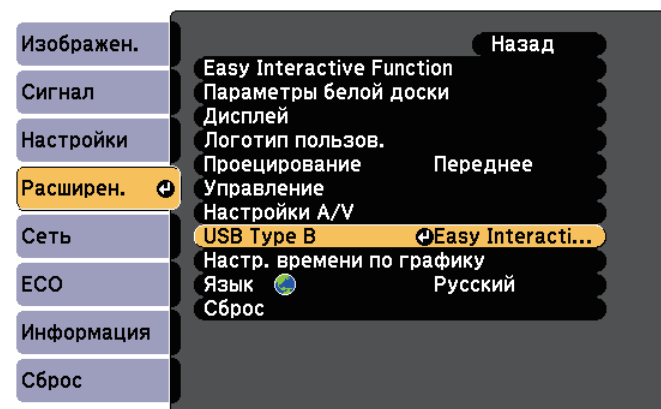 Изображен.
Сигнал
Настройки
Расширен.
Сеть
ECO
Информация
Сброс
Назад
Easy Interactive Function
Параметры белой доски
Дисплей
Логотип пользов.
Проецирование Переднее
Управление
Настройки A/V
USB Type B Easy Interacti...
Настр. времени по графику
Язык Русский
Сброс